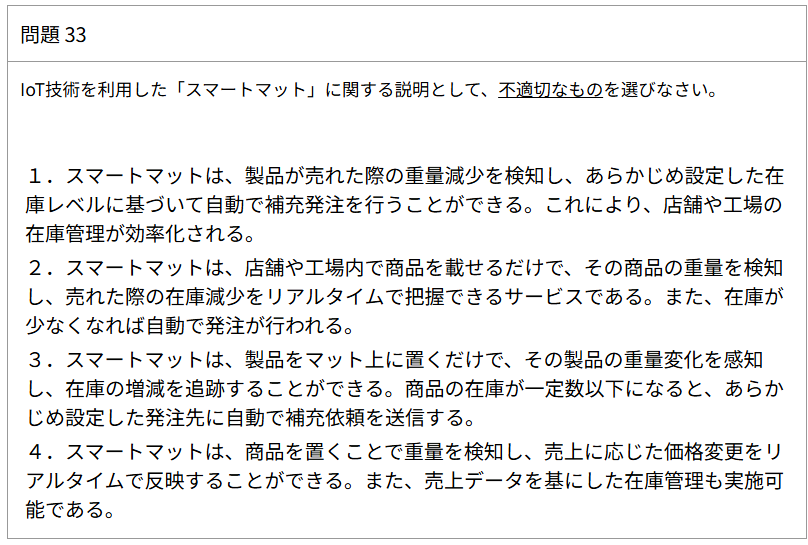 問題 33
IoT技術を利用した「スマートマット」に関する説明として、不適切なものを選びなさい。
１．スマートマットは、製品が売れた際の重量減少を検知し、あらかじめ設定した在
庫レベルに基づいて自動で補充発注を行うことができる。これにより、店舗や工場の
在庫管理が効率化される。
２．スマートマットは、店舗や工場内で商品を載せるだけで、その商品の重量を検知
し、売れた際の在庫減少をリアルタイムで把握できるサービスである。また、在庫が
少なくなれば自動で発注が行われる。
３．スマートマットは、製品をマット上に置くだけで、その製品の重量変化を感知
し、在庫の増減を追跡することができる。商品の在庫が一定数以下になると、あらか
じめ設定した発注先に自動で補充依頼を送信する。
４．スマートマットは、商品を置くことで重量を検知し、売上に応じた価格変更をリ
アルタイムで反映することができる。また、売上データを基にした在庫管理も実施可
能である。